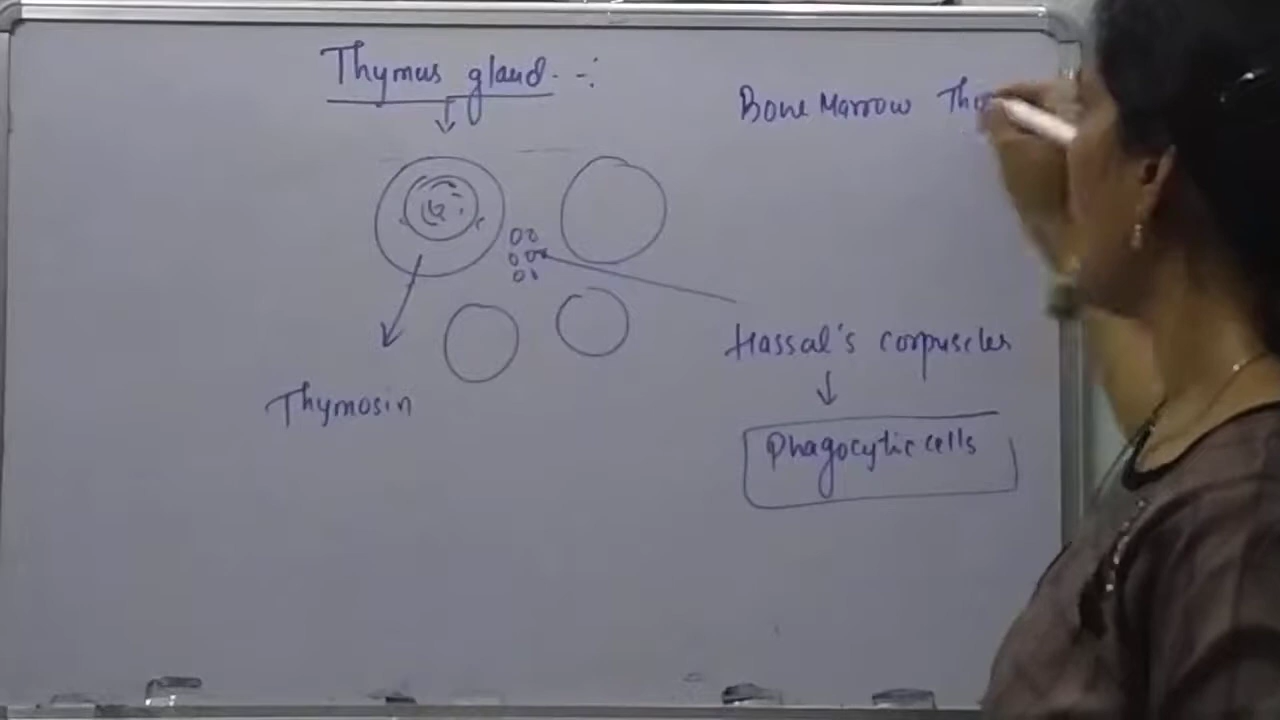 Thymus gland :-
Bone Marrow
Hassal's corpuscles
Thymosin
Phagocytic cells